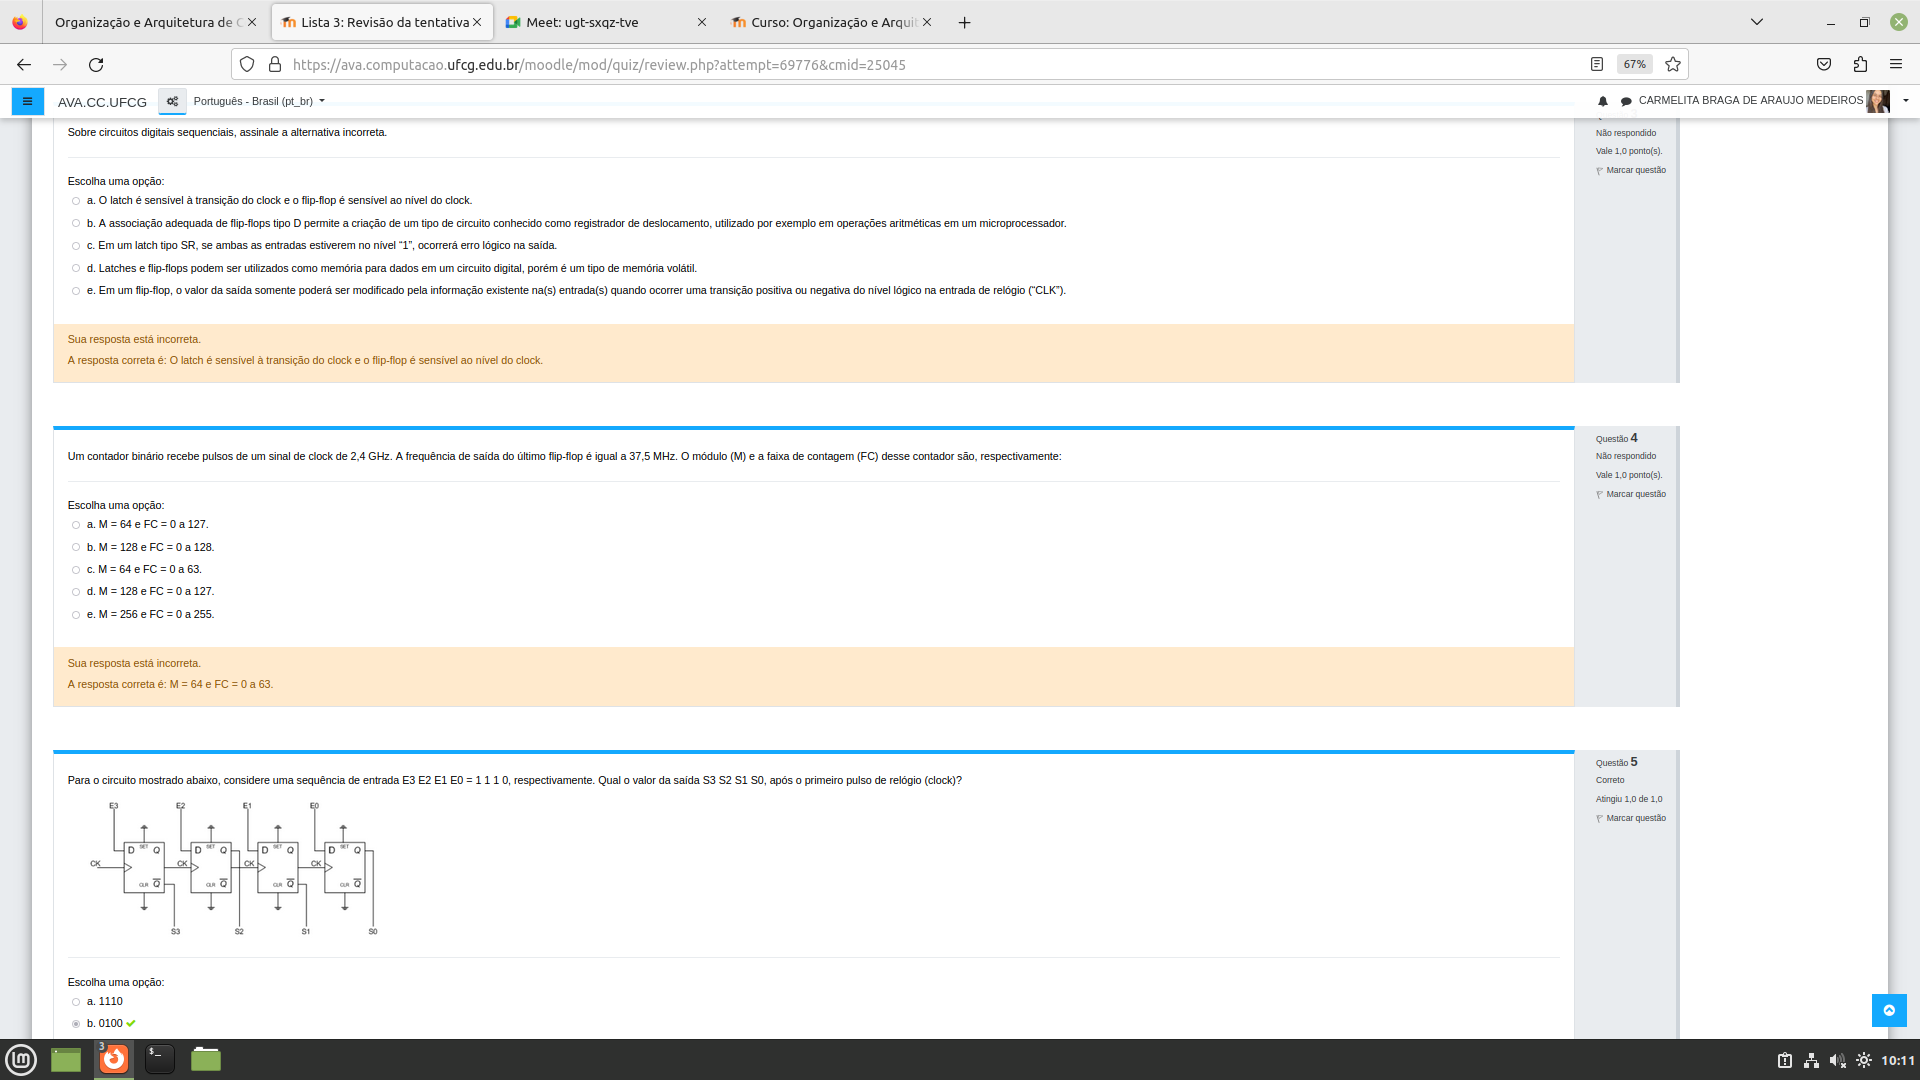 Organização e Arquitetura de C
Lista 3: Revisão da tentativa
Meet: ugt-sxqz-tve
Curso: Organização e Arquit
https://ava.computacao.ufcg.edu.br/moodle/mod/quiz/review.php?attempt=69776&cmid=25045
67%
AVA.CC.UFCG
Português - Brasil (pt_br)
CARMELITA BRAGA DE ARAUJO MEDEIROS
Sobre circuitos digitais sequenciais, assinale a alternativa incorreta.
Não respondido
Vale 1,0 ponto(s).
Marcar questão
Escolha uma opção:
a. O latch é sensível à transição do clock e o flip-flop é sensível ao nível do clock.
b. A associação adequada de flip-flops tipo D permite a criação de um tipo de circuito conhecido como registrador de deslocamento, utilizado por exemplo em operações aritméticas em um microprocessador.
c. Em um latch tipo SR, se ambas as entradas estiverem no nível “1”, ocorrerá erro lógico na saída.
d. Latches e flip-flops podem ser utilizados como memória para dados em um circuito digital, porém é um tipo de memória volátil.
e. Em um flip-flop, o valor da saída somente poderá ser modificado pela informação existente na(s) entrada(s) quando ocorrer uma transição positiva ou negativa do nível lógico na entrada de relógio (“CLK”).
Sua resposta está incorreta.
A resposta correta é: O latch é sensível à transição do clock e o flip-flop é sensível ao nível do clock.
Questão 4
Não respondido
Vale 1,0 ponto(s).
Marcar questão
Um contador binário recebe pulsos de um sinal de clock de 2,4 GHz. A frequência de saída do último flip-flop é igual a 37,5 MHz. O módulo (M) e a faixa de contagem (FC) desse contador são, respectivamente:
Escolha uma opção:
a. M = 64 e FC = 0 a 127.
b. M = 128 e FC = 0 a 128.
c. M = 64 e FC = 0 a 63.
d. M = 128 e FC = 0 a 127.
e. M = 256 e FC = 0 a 255.
Sua resposta está incorreta.
A resposta correta é: M = 64 e FC = 0 a 63.
Questão 5
Correto
Atingiu 1,0 de 1,0
Marcar questão
Para o circuito mostrado abaixo, considere uma sequência de entrada E3 E2 E1 E0 = 1 1 1 0, respectivamente. Qual o valor da saída S3 S2 S1 S0, após o primeiro pulso de relógio (clock)?
E3 E2 E1 E0
D SET Q D SET Q D SET Q D SET Q
CK CK CK CK
CLR Q CLR Q CLR Q CLR Q
S3 S2 S1 S0
Escolha uma opção:
a. 1110
b. 0100
3
$_
10:11